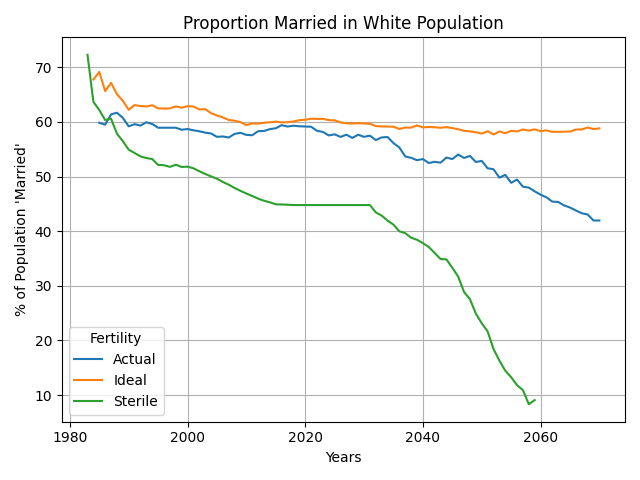 Proportion Married in White Population
% of Population 'Married'
70
60
50
40
30
20
10
Fertility
Actual
Ideal
Sterile
1980
2000
2020
2040
2060
Years